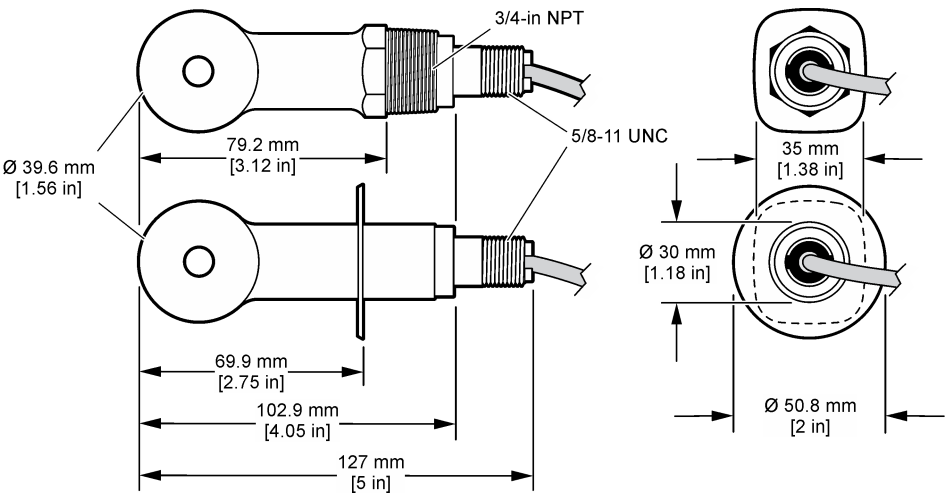 3/4-in NPT
5/8-11 UNC
79.2 mm
[3.12 in]
Ø 39.6 mm
[1.56 in]
35 mm
[1.38 in]
Ø 30 mm
[1.18 in]
69.9 mm
[2.75 in]
102.9 mm
[4.05 in]
Ø 50.8 mm
[2 in]
127 mm
[5 in]